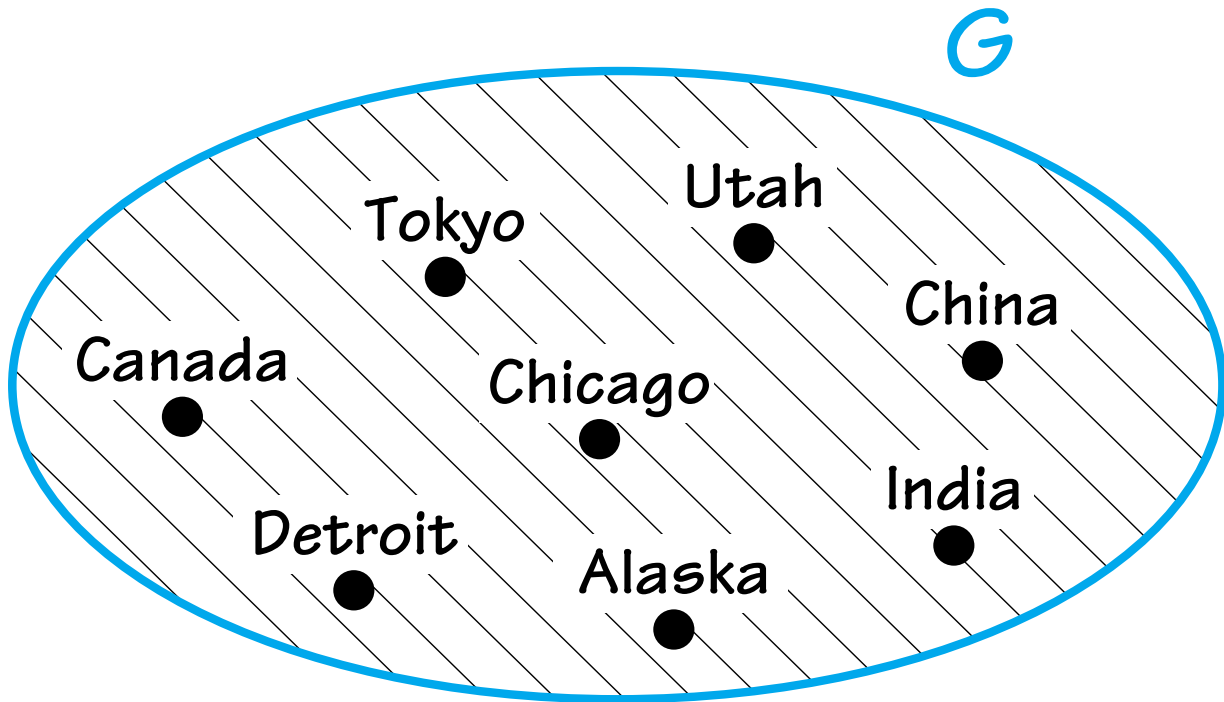 G
Utah
Tokyo
China
Canada
Chicago
India
Detroit
Alaska